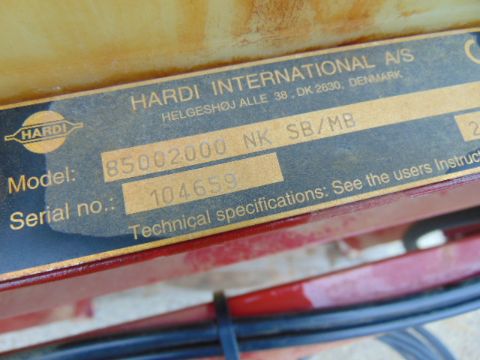 HARDI INTERNATIONAL A/S
HELGESHØJ ALLE 38, DK 2630, DENMARK
HARDI
Model: 85002000 NK SB/MB
Serial no.: 104659
Technical specifications: See the users Instruct